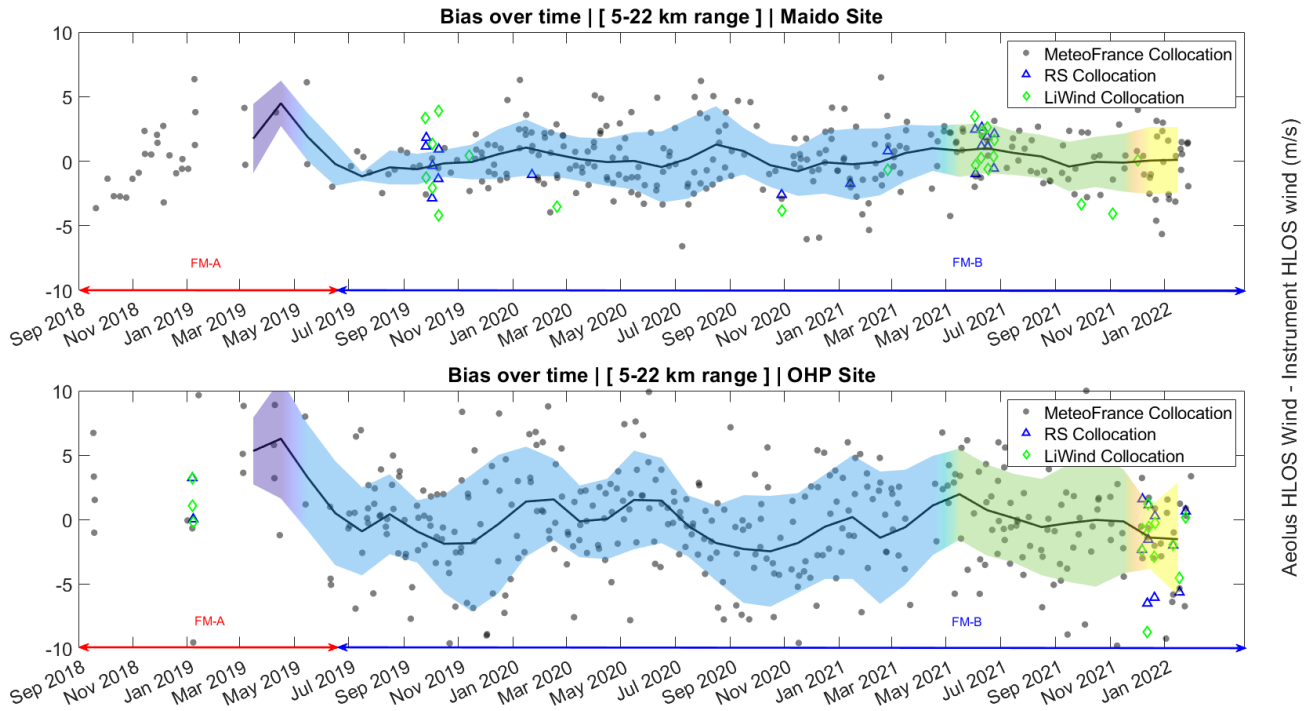 Bias over time | [ 5-22 km range ] | Maido Site
10
5
0
-5
-10
MeteoFrance Collocation
RS Collocation
LiWind Collocation
FM-A
FM-B
Sep 2018
Nov 2018
Jan 2019
Mar 2019
May 2019
Jul 2019
Sep 2019
Nov 2019
Jan 2020
Mar 2020
May 2020
Jul 2020
Sep 2020
Nov 2020
Jan 2021
Mar 2021
May 2021
Jul 2021
Sep 2021
Nov 2021
Jan 2022
Aeolus HLOS Wind - Instrument HLOS wind (m/s)
Bias over time | [ 5-22 km range ] | OHP Site
10
5
0
-5
-10
MeteoFrance Collocation
RS Collocation
LiWind Collocation
FM-A
FM-B
Sep 2018
Nov 2018
Jan 2019
Mar 2019
May 2019
Jul 2019
Sep 2019
Nov 2019
Jan 2020
Mar 2020
May 2020
Jul 2020
Sep 2020
Nov 2020
Jan 2021
Mar 2021
May 2021
Jul 2021
Sep 2021
Nov 2021
Jan 2022